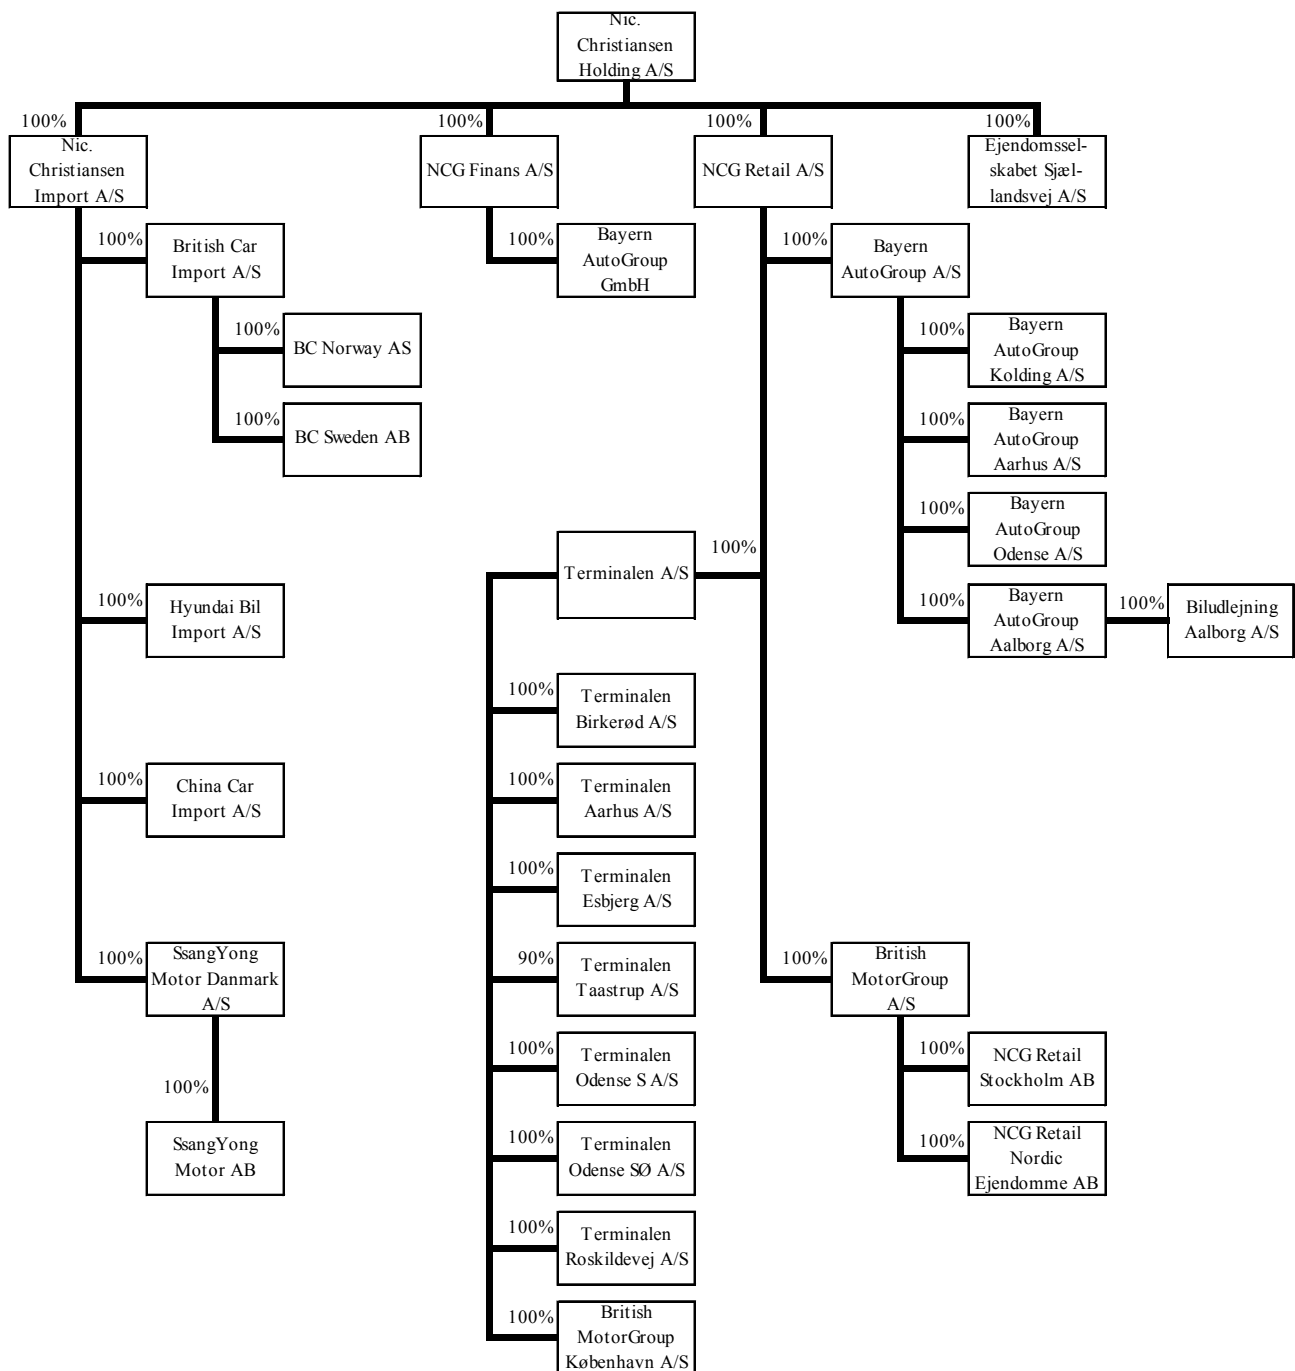 Nic.
Christiansen
Holding A/S
100%
100%
100%
100%
Nic.
Christiansen
Import A/S
NCG Finans A/S
NCG Retail A/S
Ejendomssel-
skabet Sjæl-
landsvej A/S
100%
British Car
Import A/S
100%
Bayern
AutoGroup
GmbH
100%
Bayern
AutoGroup A/S
100%
BC Norway AS
100%
Bayern
AutoGroup
Kolding A/S
100%
BC Sweden AB
100%
Bayern
AutoGroup
Aarhus A/S
100%
Bayern
AutoGroup
Odense A/S
Terminalen A/S
100%
100%
Hyundai Bil
Import A/S
100%
Bayern
AutoGroup
Aalborg A/S
100%
Biludlejning
Aalborg A/S
100%
Terminalen
Birkerød A/S
100%
China Car
Import A/S
100%
Terminalen
Aarhus A/S
100%
Terminalen
Esbjerg A/S
100%
SsangYong
Motor Danmark
A/S
90%
Terminalen
Taastrup A/S
100%
British
MotorGroup
A/S
100%
Terminalen
Odense S A/S
100%
NCG Retail
Stockholm AB
100%
SsangYong
Motor AB
100%
Terminalen
Odense SØ A/S
100%
NCG Retail
Nordic
Ejendomme AB
100%
Terminalen
Roskildevej A/S
100%
British
MotorGroup
København A/S